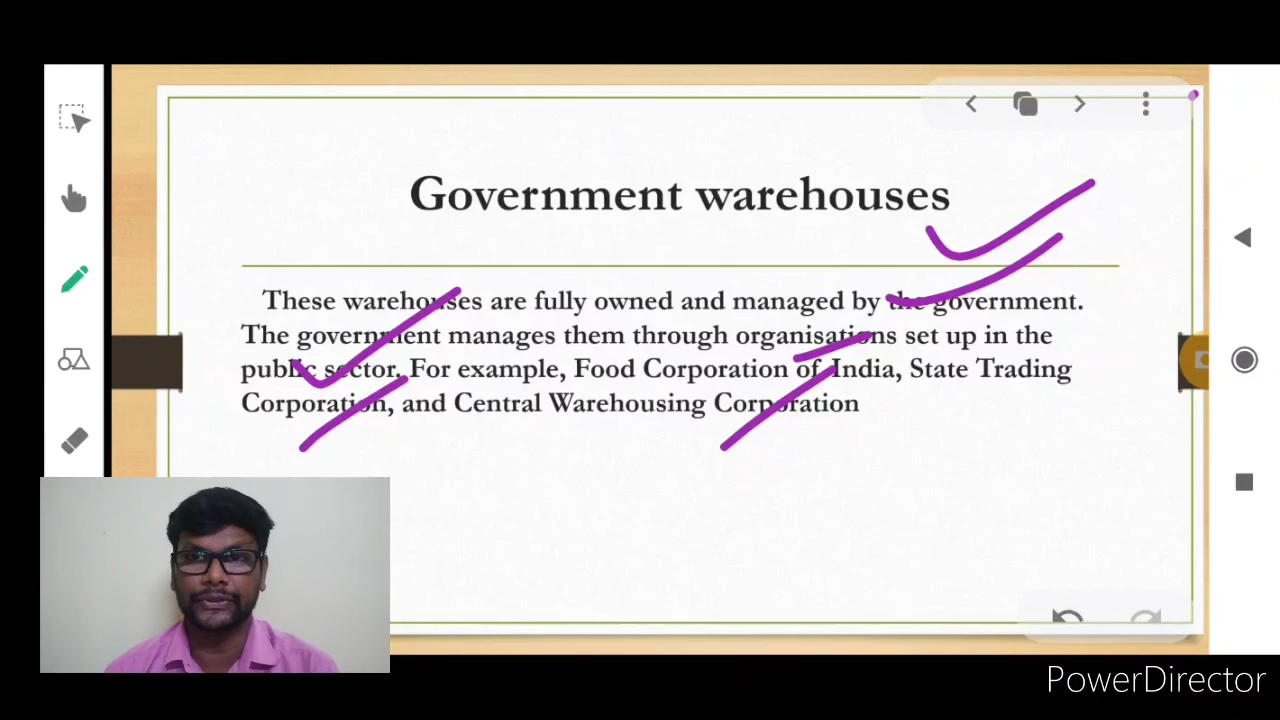 Government warehouses
These warehouses are fully owned and managed by the government.
The government manages them through organisations set up in the
public sector. For example, Food Corporation of India, State Trading
Corporation, and Central Warehousing Corporation
PowerDirector